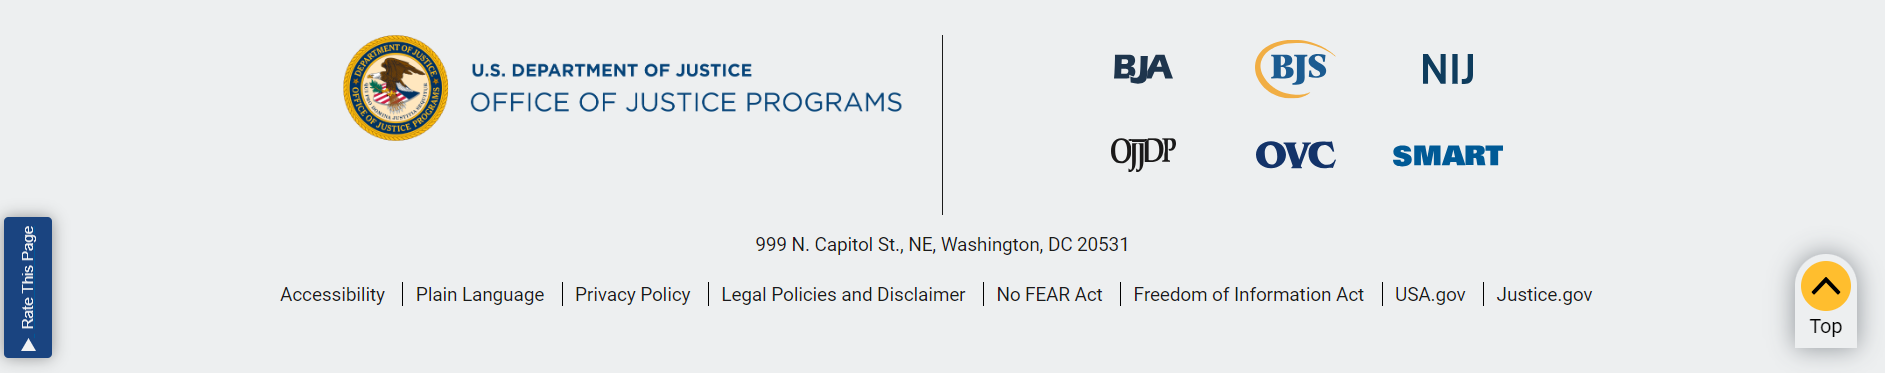 DEPARTMENT OF JUSTICE
OFFICE OF JUSTICE PROGRAMS
U.S. DEPARTMENT OF JUSTICE
OFFICE OF JUSTICE PROGRAMS
BJA
BJS
NIJ
OJJDP
OVC
SMART
Rate This Page
999 N. Capitol St., NE, Washington, DC 20531
Accessibility
Plain Language
Privacy Policy
Legal Policies and Disclaimer
No FEAR Act
Freedom of Information Act
USA.gov
Justice.gov
Top